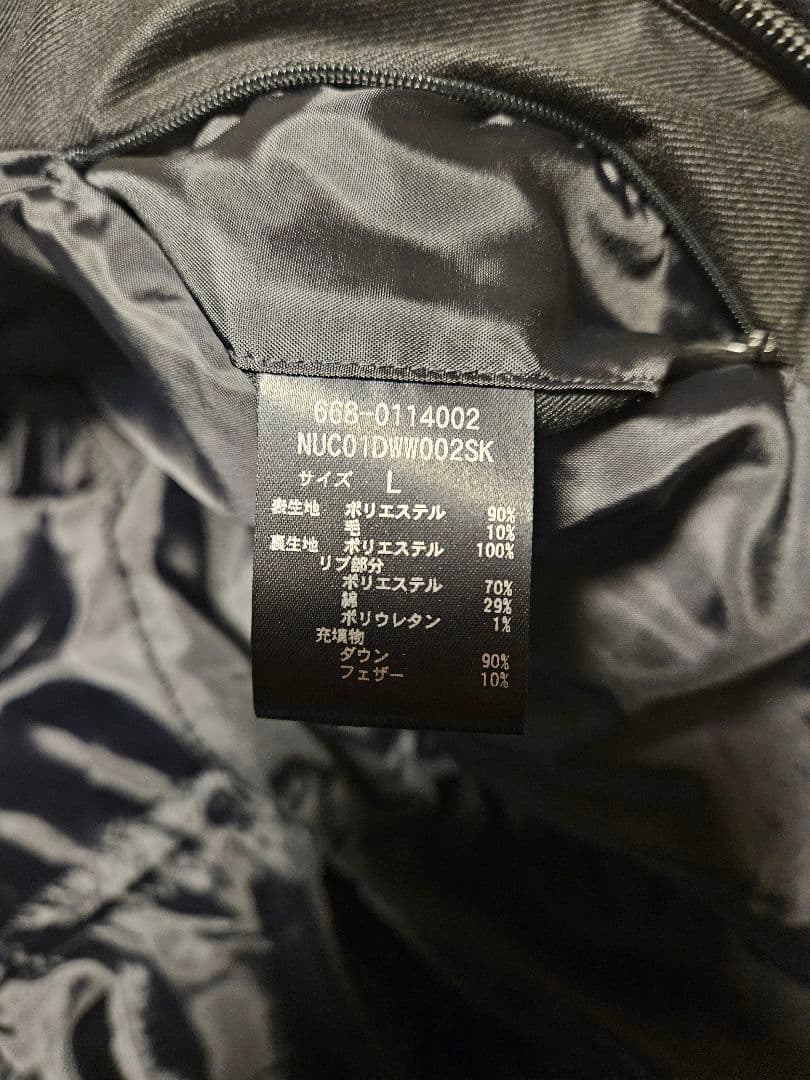 668-0114002
NUC01DWW002SK
サイズ L
表生地 ポリエステル 90%
毛 10%
裏生地 ポリエステル 100%
リブ部分
ポリエステル 70%
綿 29%
ポリウレタン 1%
充填物
ダウン 90%
フェザー 10%